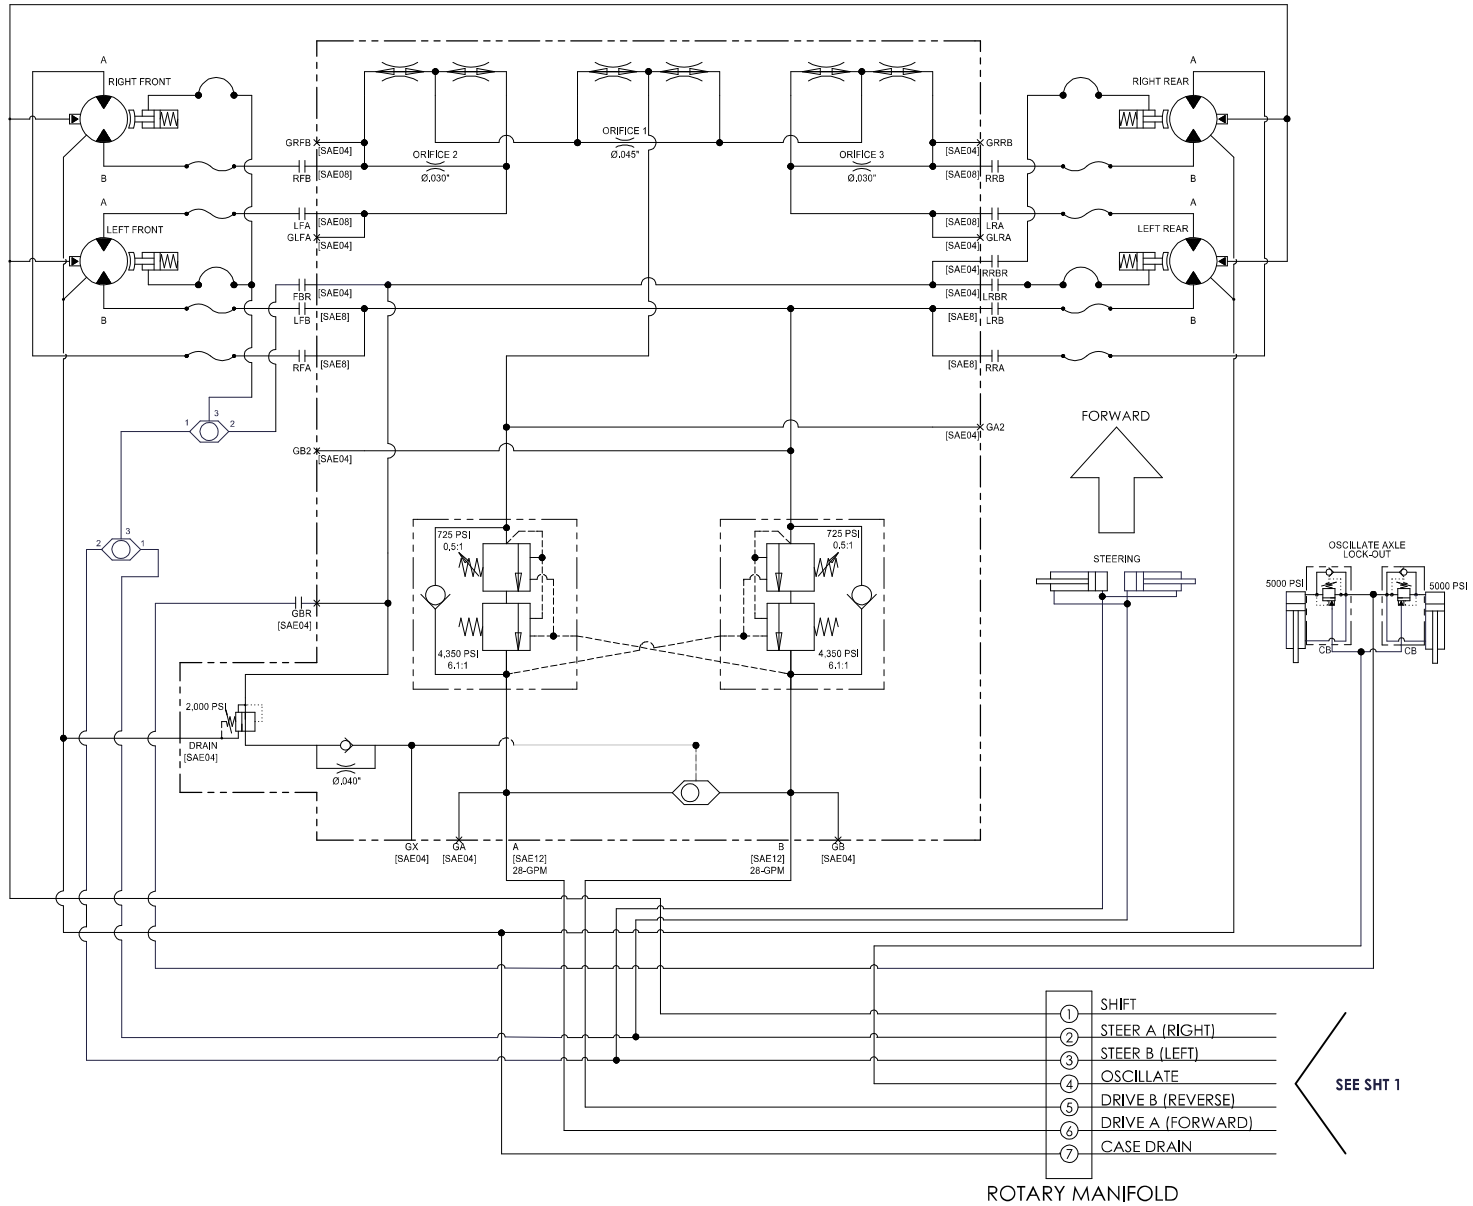 A
RIGHT FRONT
B
A
LEFT FRONT
B
A
RIGHT REAR
B
A
LEFT REAR
B
GRFB
[SAE04]
RFB
[SAE08]
ORIFICE 2
Ø.030"
ORIFICE 1
Ø.045"
ORIFICE 3
Ø.030"
[SAE04]
GRRB
[SAE08]
RRB
LFA
[SAE08]
GLFA
[SAE04]
[SAE08]
LRA
GLRA
[SAE04]
[SAE04]
RRBR
FBR
[SAE04]
[SAE04]
LRBR
LFB
[SAE8]
[SAE8]
LRB
RFA
[SAE8]
[SAE8]
RRA
1
3
2
GB2
[SAE04]
GA2
[SAE04]
FORWARD
2
3
1
725 PSI
0.5:1
725 PSI
0.5:1
4,350 PSI
6.1:1
4,350 PSI
6.1:1
STEERING
OSCILLATE AXLE
LOCK-OUT
5000 PSI
5000 PSI
CB
CB
GBR
[SAE04]
2,000 PSI
DRAIN
[SAE04]
Ø.040"
GX
[SAE04]
GA
[SAE04]
A
[SAE12]
28-GPM
B
[SAE12]
28-GPM
GB
[SAE04]
1 SHIFT
2 STEER A (RIGHT)
3 STEER B (LEFT)
4 OSCILLATE
5 DRIVE B (REVERSE)
6 DRIVE A (FORWARD)
7 CASE DRAIN
SEE SHT 1
ROTARY MANIFOLD